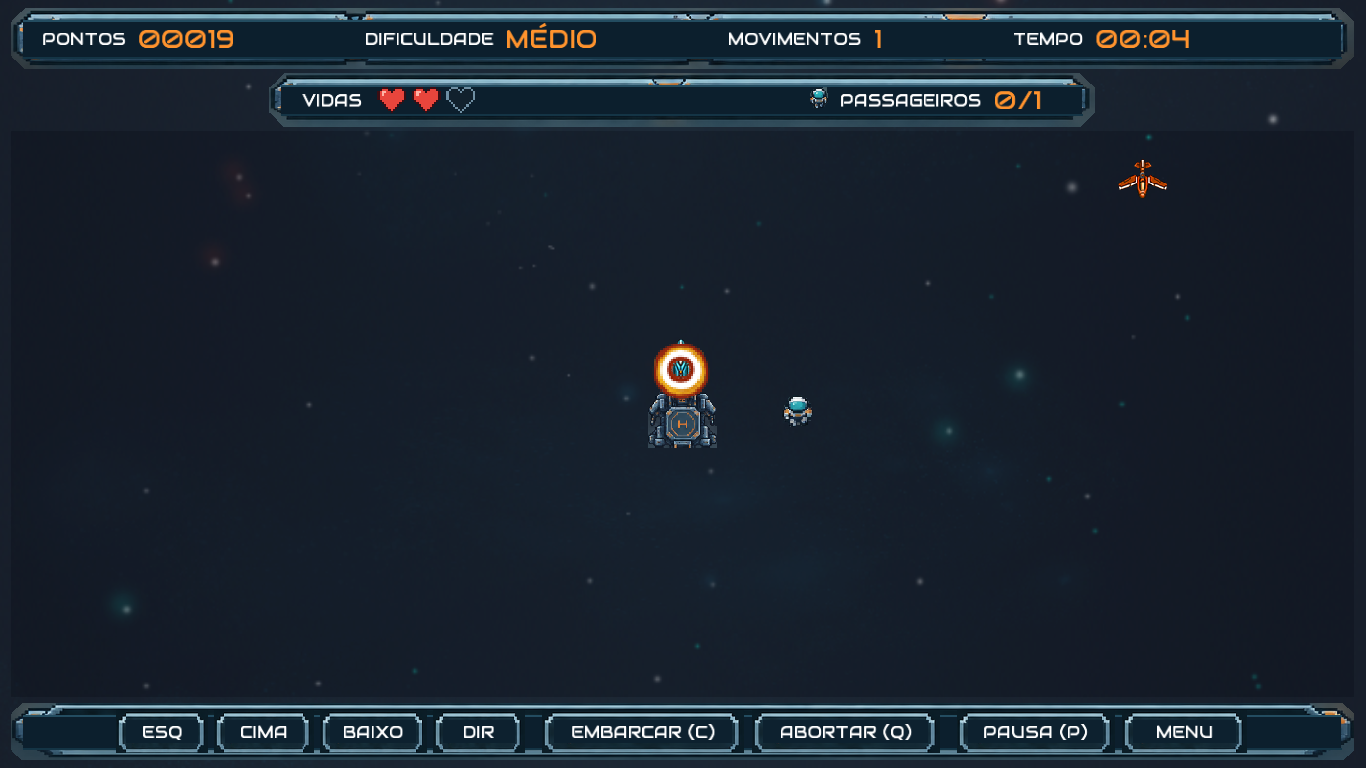 PONTOS 00019 DIFICULDADE MÉDIO MOVIMENTOS 1 TEMPO 00:04
VIDAS PASSAGEIROS 0/1
H
ESQ CIMA BAIXO DIR EMBARCAR (C) ABORTAR (Q) PAUSA (P) MENU